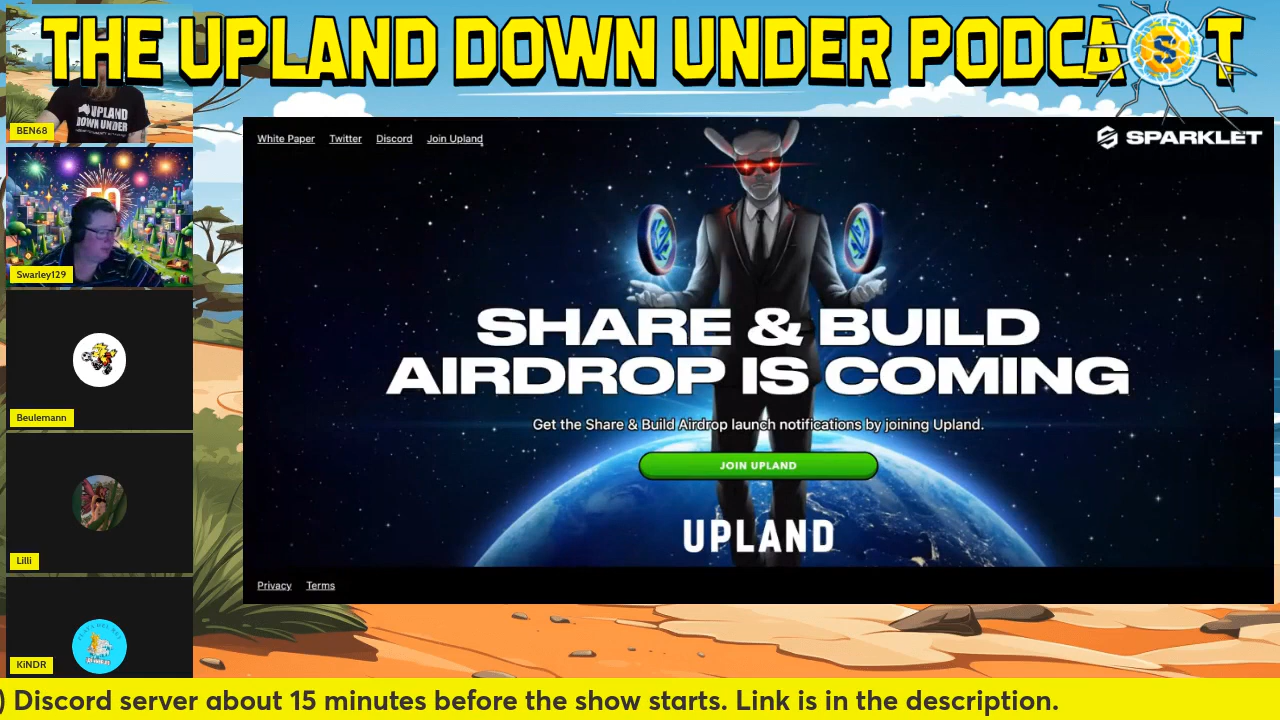 THE UPLAND DOWN UNDER PODCAST
UPLAND
DOWN UNDER
BEN68
50
Swarley129
Beulemann
Lilli
KiNDR
White Paper Twitter Discord Join Upland
SPARKLET
SHARE & BUILD
AIRDROP IS COMING
Get the Share & Build Airdrop launch notifications by joining Upland.
JOIN UPLAND
UPLAND
Privacy Terms
) Discord server about 15 minutes before the show starts. Link is in the description.